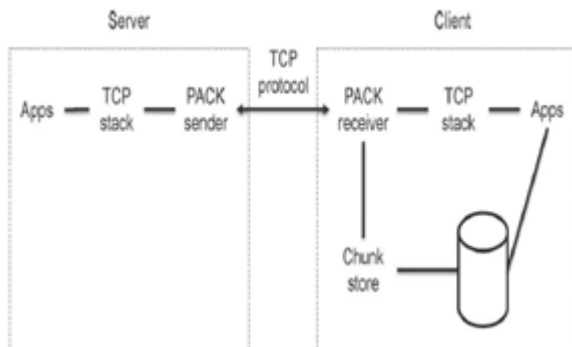 Server
Client
TCP
protocol
Apps
TCP
stack
PACK
sender
PACK
receiver
TCP
stack
Apps
Chunk
store